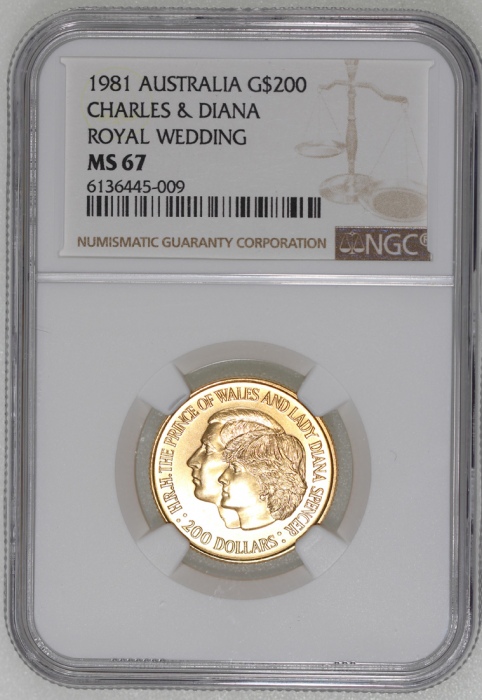 1981 AUSTRALIA G$200
CHARLES & DIANA
ROYAL WEDDING
MS 67
6136445-009
NUMISMATIC GUARANTY CORPORATION
NGC®
H.R.H. THE PRINCE OF WALES AND LADY DIANA SPENCER
· 200 DOLLARS ·